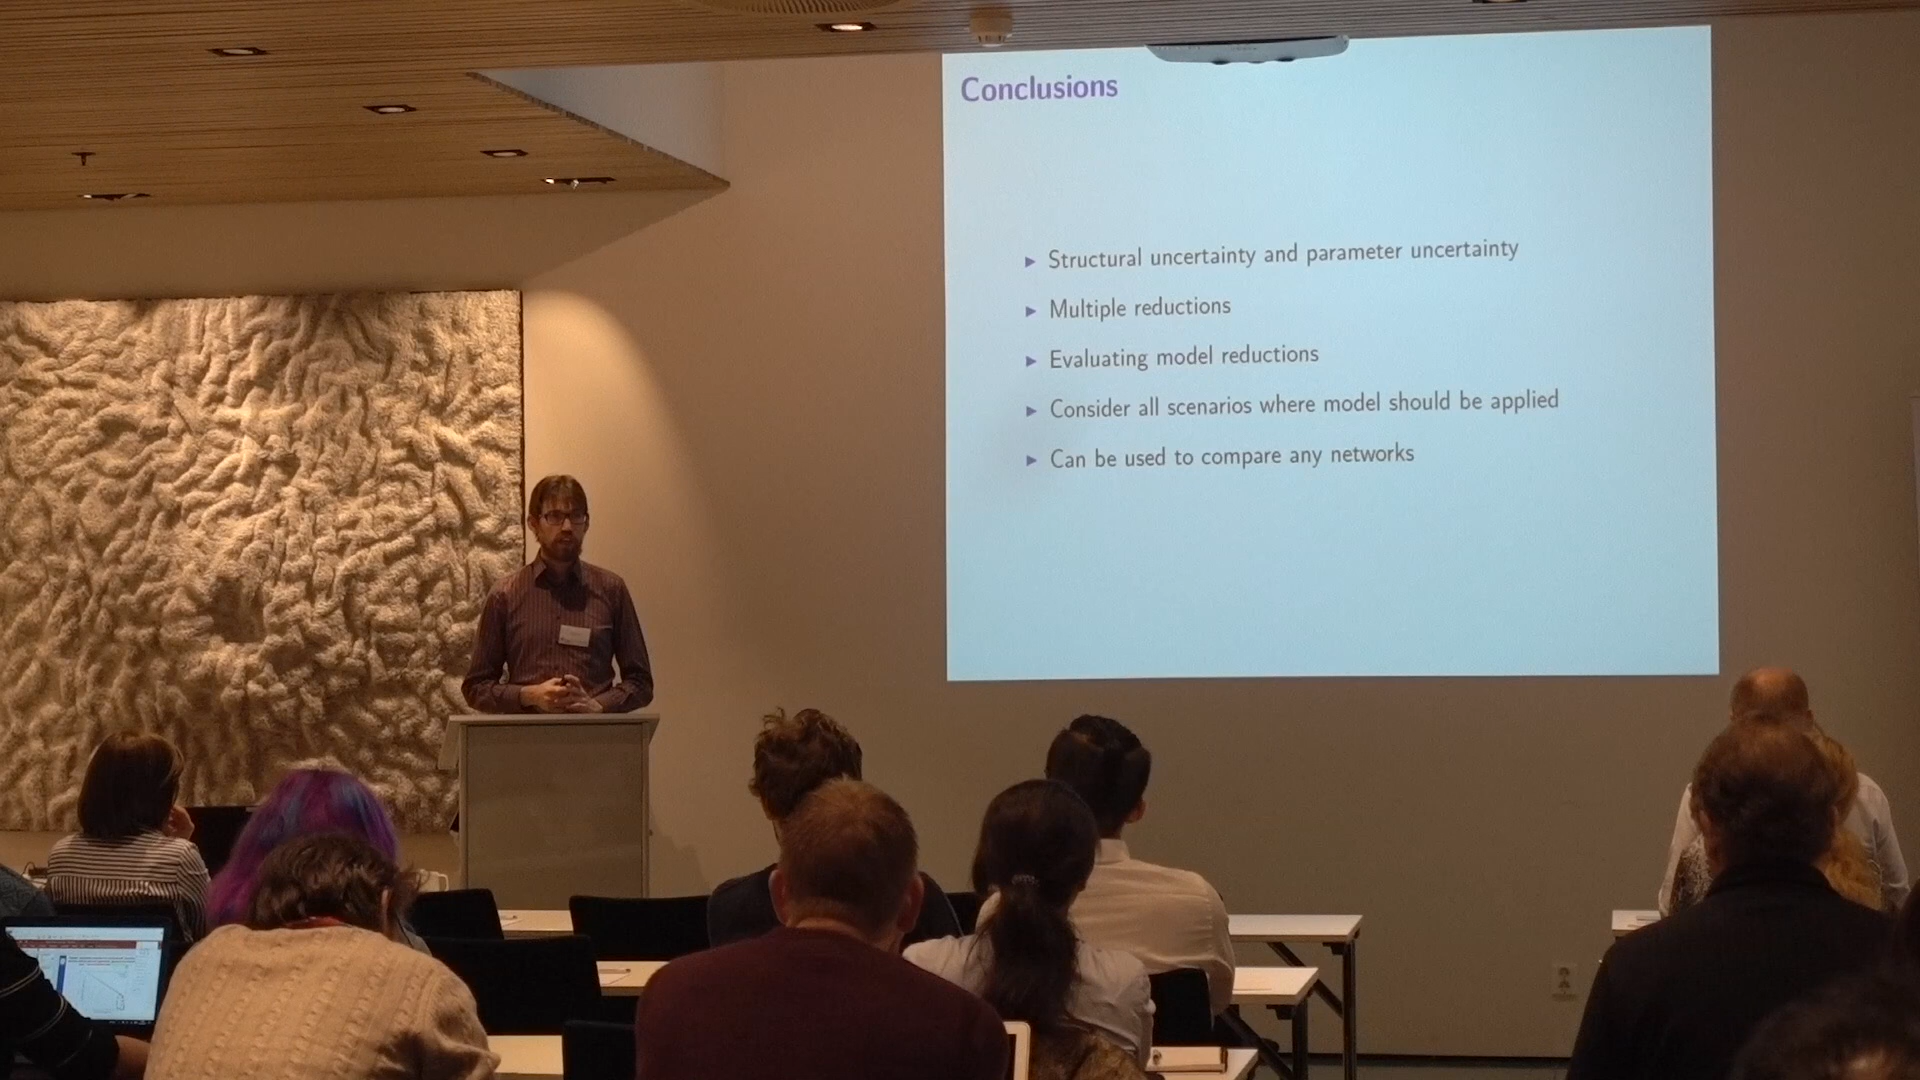 Conclusions
Structural uncertainty and parameter uncertainty
Multiple reductions
Evaluating model reductions
Consider all scenarios where model should be applied
Can be used to compare any networks